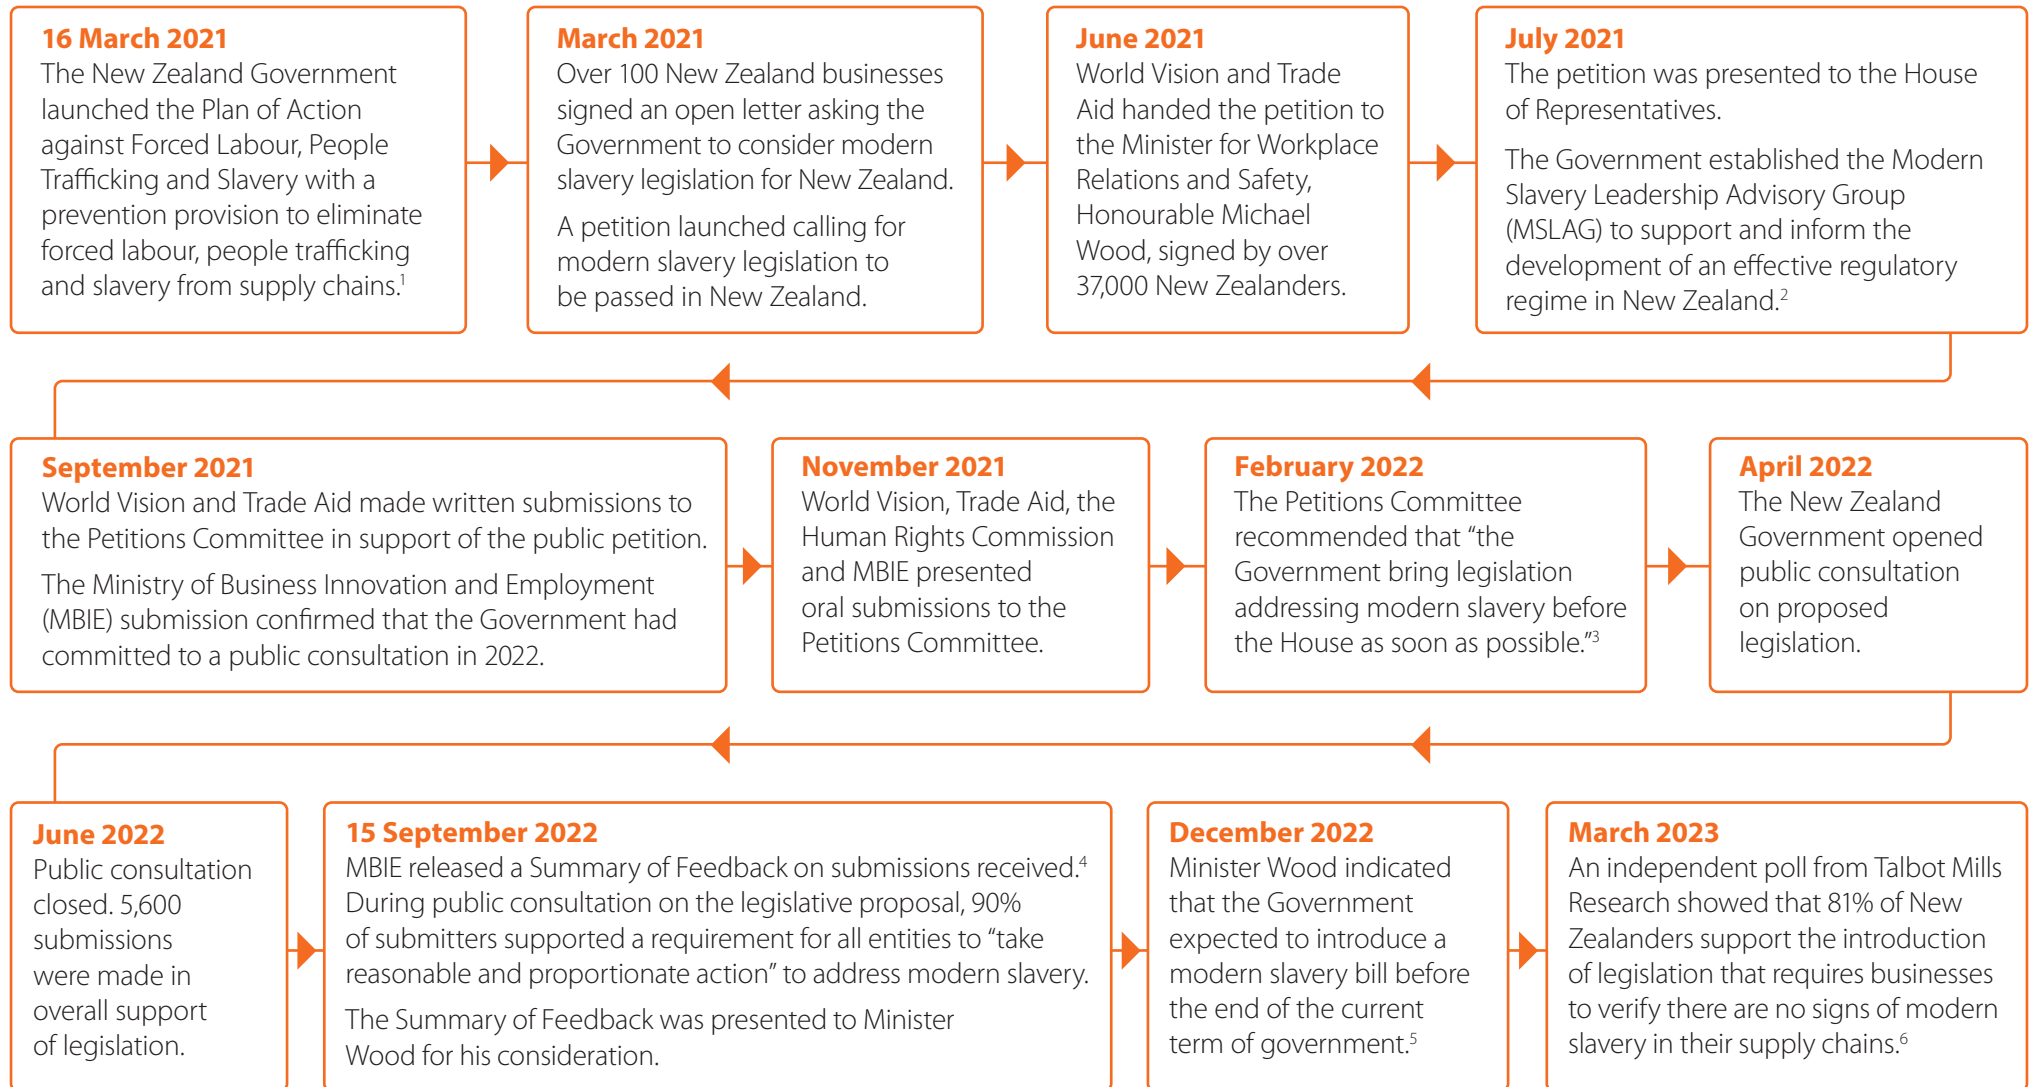 16 March 2021
The New Zealand Government
launched the Plan of Action
against Forced Labour, People
Trafficking and Slavery with a
prevention provision to eliminate
forced labour, people trafficking
and slavery from supply chains.1
March 2021
Over 100 New Zealand businesses
signed an open letter asking the
Government to consider modern
slavery legislation for New Zealand.
A petition launched calling for
modern slavery legislation to
be passed in New Zealand.
June 2021
World Vision and Trade
Aid handed the petition to
the Minister for Workplace
Relations and Safety,
Honourable Michael
Wood, signed by over
37,000 New Zealanders.
July 2021
The petition was presented to the House
of Representatives.
The Government established the Modern
Slavery Leadership Advisory Group
(MSLAG) to support and inform the
development of an effective regulatory
regime in New Zealand.2
September 2021
World Vision and Trade Aid made written submissions to
the Petitions Committee in support of the public petition.
The Ministry of Business Innovation and Employment
(MBIE) submission confirmed that the Government had
committed to a public consultation in 2022.
November 2021
World Vision, Trade Aid, the
Human Rights Commission
and MBIE presented
oral submissions to the
Petitions Committee.
February 2022
The Petitions Committee
recommended that “the
Government bring legislation
addressing modern slavery before
the House as soon as possible.”3
April 2022
The New Zealand
Government opened
public consultation
on proposed
legislation.
June 2022
Public consultation
closed. 5,600
submissions
were made in
overall support
of legislation.
15 September 2022
MBIE released a Summary of Feedback on submissions received.4
During public consultation on the legislative proposal, 90%
of submitters supported a requirement for all entities to “take
reasonable and proportionate action” to address modern slavery.
The Summary of Feedback was presented to Minister
Wood for his consideration.
December 2022
Minister Wood indicated
that the Government
expected to introduce a
modern slavery bill before
the end of the current
term of government.5
March 2023
An independent poll from Talbot Mills
Research showed that 81% of New
Zealanders support the introduction
of legislation that requires businesses
to verify there are no signs of modern
slavery in their supply chains.6